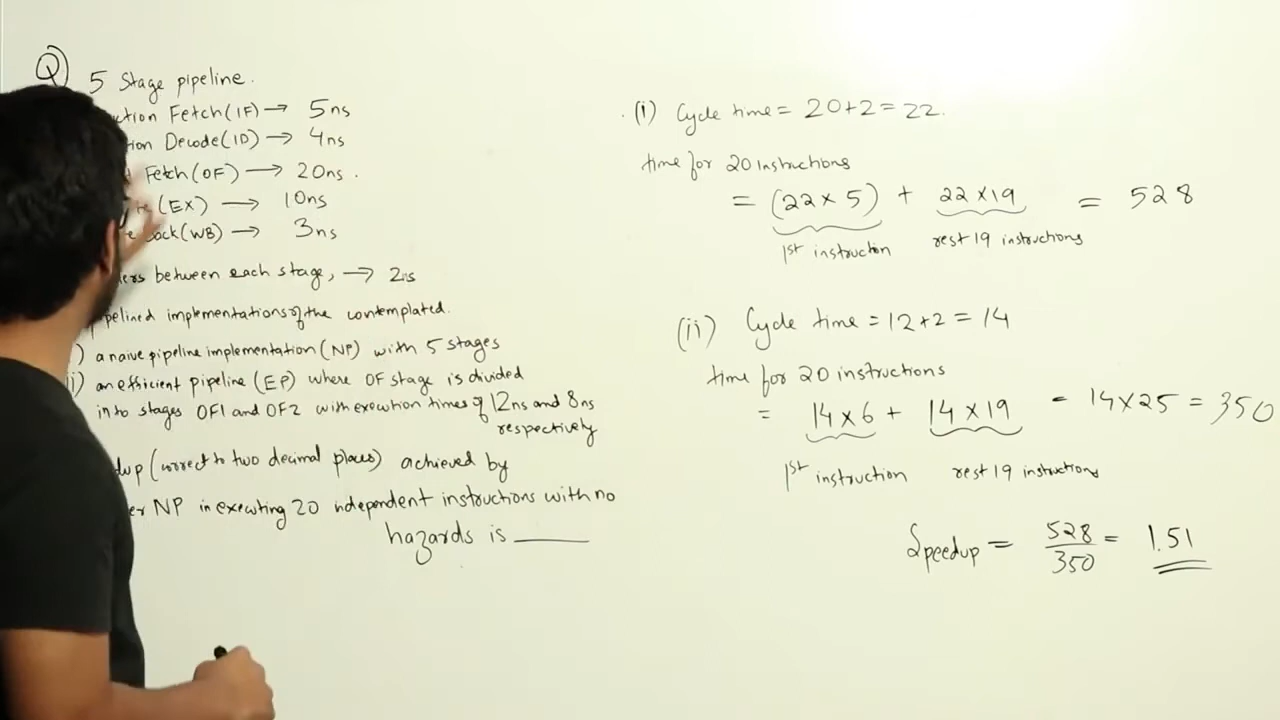 Q) 5 Stage pipeline.
ction Fetch(IF) → 5ns
ion Decode(ID) → 4ns
Fetch(OF) → 20ns.
(EX) → 10ns
ack(WB) → 3ns
ers between each stage, → 2ns
pelined implementations of the contemplated.
) a naive pipeline implementation (NP) with 5 stages
i) an efficient pipeline (EP) where OF stage is divided
into stages OF1 and OF2 with execution times of 12ns and 8ns
respectively
dup (correct to two decimal places) achieved by
er NP in executing 20 independent instructions with no
hazards is ____
(i) Cycle time = 20+2 = 22.
time for 20 instructions
= (22 × 5) + 22 × 19 = 528
1st instruction rest 19 instructions
(ii) Cycle time = 12+2 = 14
time for 20 instructions
= 14 × 6 + 14 × 19 = 14 × 25 = 350
1st instruction rest 19 instructions
Speedup = 528/350 = 1.51